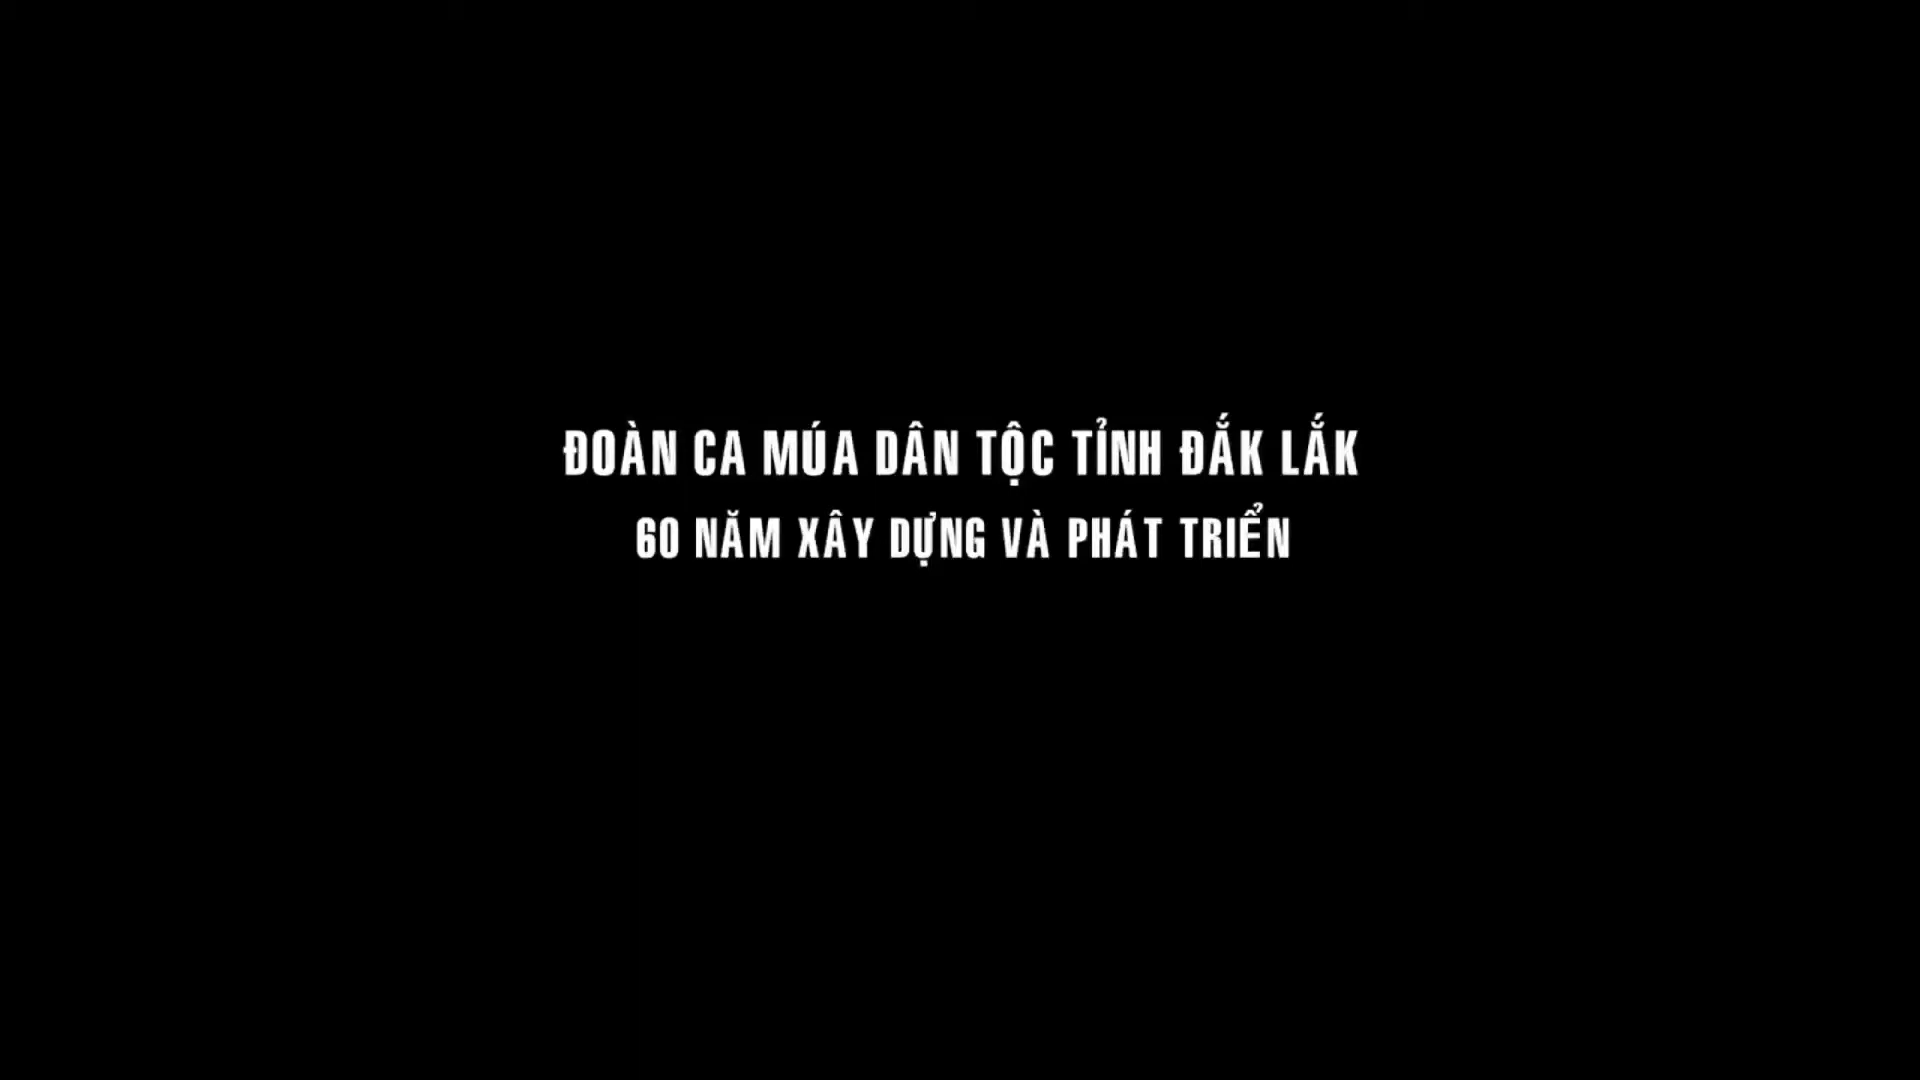 ĐOÀN CA MÚA DÂN TỘC TỈNH ĐẮK LẮK
60 NĂM XÂY DỰNG VÀ PHÁT TRIỂN